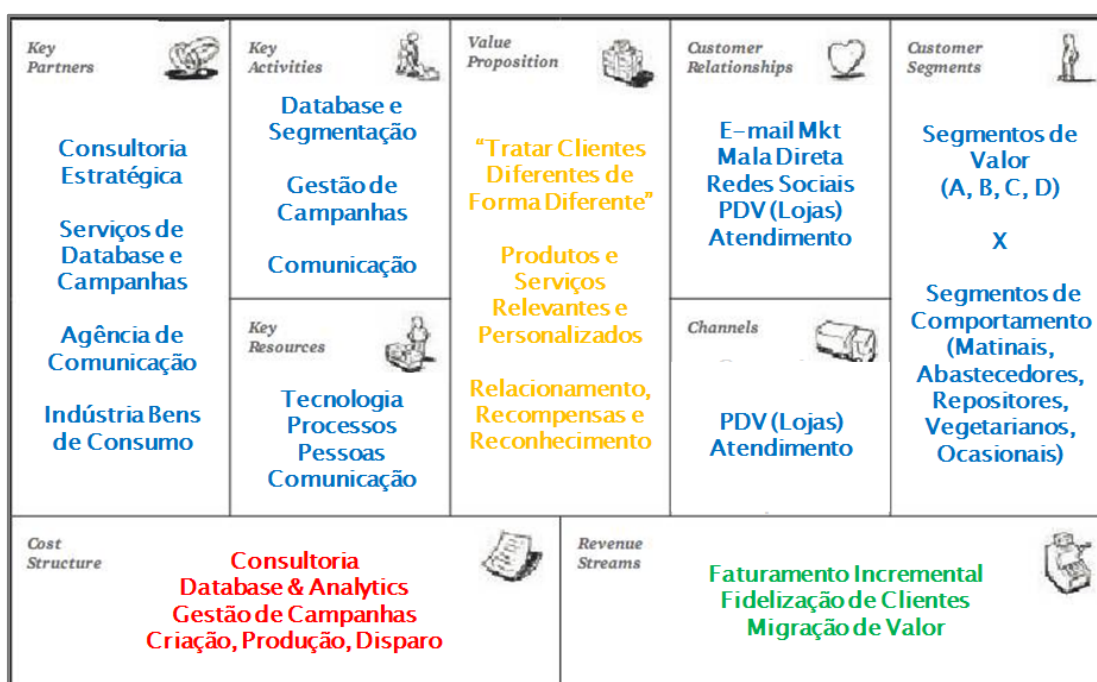 Key
Partners
Consultoria
Estratégica
Serviços de
Database e
Campanhas
Agência de
Comunicação
Indústria Bens
de Consumo
Key
Activities
Database e
Segmentação
Gestão de
Campanhas
Comunicação
Key
Resources
Tecnologia
Processos
Pessoas
Comunicação
Value
Proposition
“Tratar Clientes
Diferentes de
Forma Diferente”
Produtos e
Serviços
Relevantes e
Personalizados
Relacionamento,
Recompensas e
Reconhecimento
Customer
Relationships
E-mail Mkt
Mala Direta
Redes Sociais
PDV (Lojas)
Atendimento
Channels
PDV (Lojas)
Atendimento
Customer
Segments
Segmentos de
Valor
(A, B, C, D)
X
Segmentos de
Comportamento
(Matinais,
Abastecedores,
Repositores,
Vegetarianos,
Ocasionais)
Cost
Structure
Consultoria
Database & Analytics
Gestão de Campanhas
Criação, Produção, Disparo
Revenue
Streams
Faturamento Incremental
Fidelização de Clientes
Migração de Valor